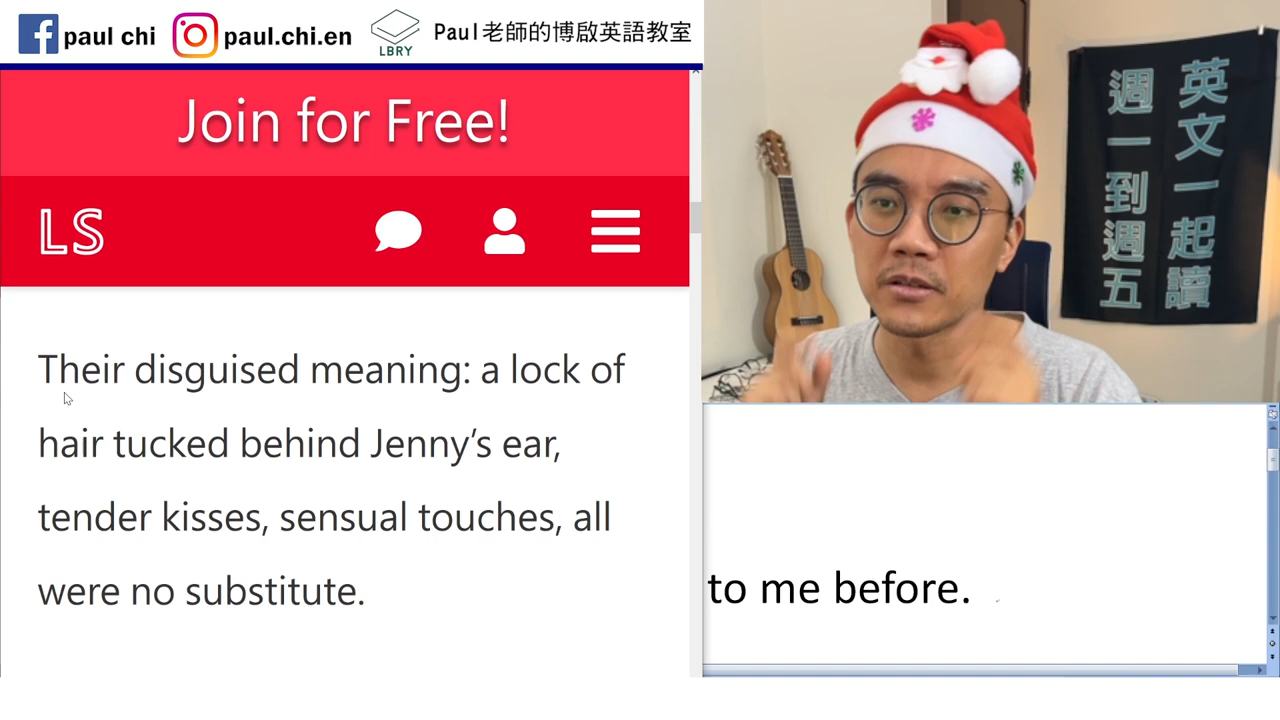 paul chi
paul.chi.en
LBRY
Paul老師的博啟英語教室
Join for Free!
LS
Their disguised meaning: a lock of
hair tucked behind Jenny’s ear,
tender kisses, sensual touches, all
were no substitute.
英文一起讀
週一到週五
to me before.